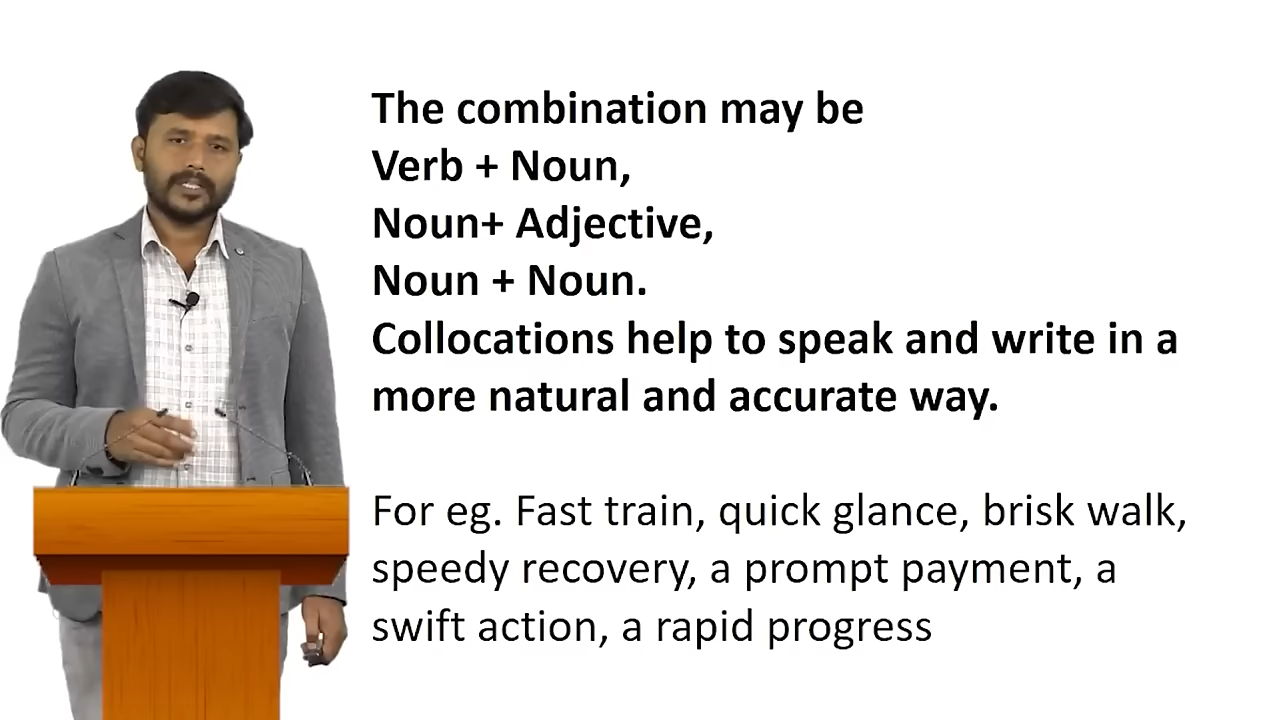 The combination may be
Verb + Noun,
Noun+ Adjective,
Noun + Noun.
Collocations help to speak and write in a
more natural and accurate way.
For eg. Fast train, quick glance, brisk walk,
speedy recovery, a prompt payment, a
swift action, a rapid progress